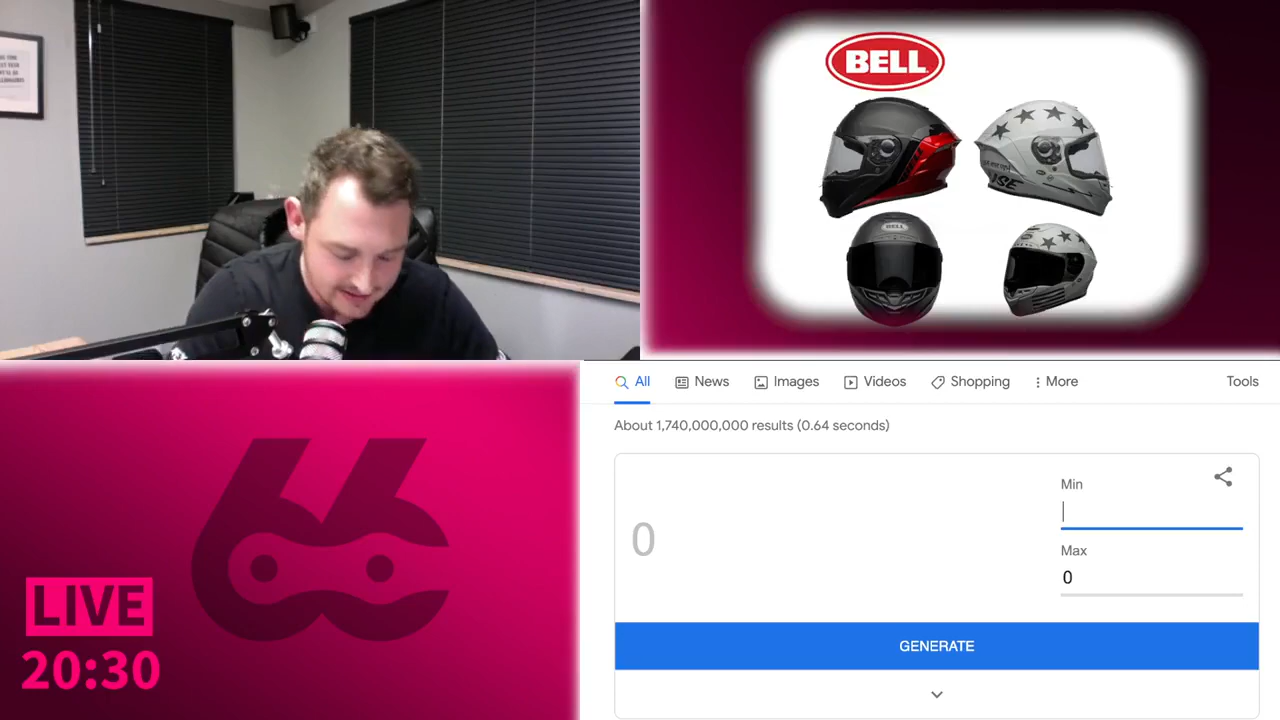 BELL
BELL
All
News
Images
Videos
Shopping
More
Tools
About 1,740,000,000 results (0.64 seconds)
Min
0
Max
0
GENERATE
LIVE
20:30